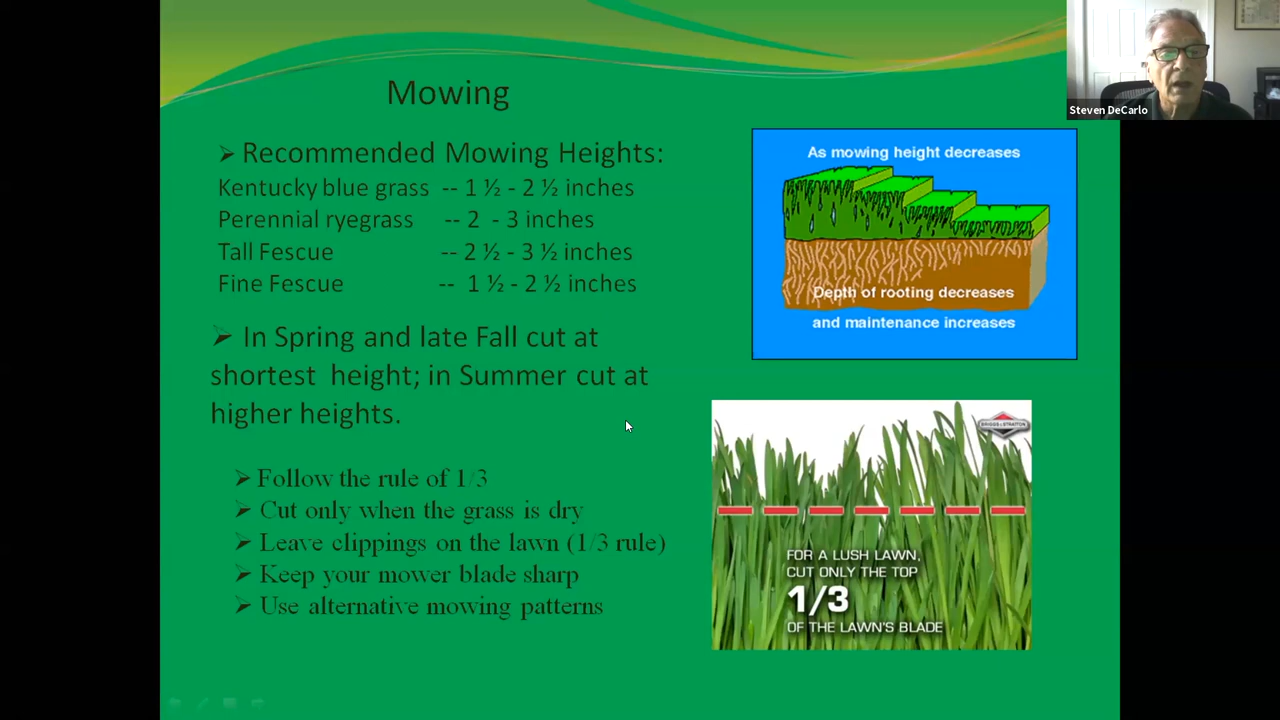 Mowing
➢ Recommended Mowing Heights:
Kentucky blue grass -- 1 ½ - 2 ½ inches
Perennial ryegrass -- 2 - 3 inches
Tall Fescue -- 2 ½ - 3 ½ inches
Fine Fescue -- 1 ½ - 2 ½ inches
➢ In Spring and late Fall cut at
shortest height; in Summer cut at
higher heights.
➢ Follow the rule of 1/3
➢ Cut only when the grass is dry
➢ Leave clippings on the lawn (1/3 rule)
➢ Keep your mower blade sharp
➢ Use alternative mowing patterns
Steven DeCarlo
As mowing height decreases
Depth of rooting decreases
and maintenance increases
BRIGGS & STRATTON
FOR A LUSH LAWN,
CUT ONLY THE TOP
1/3
OF THE LAWN'S BLADE